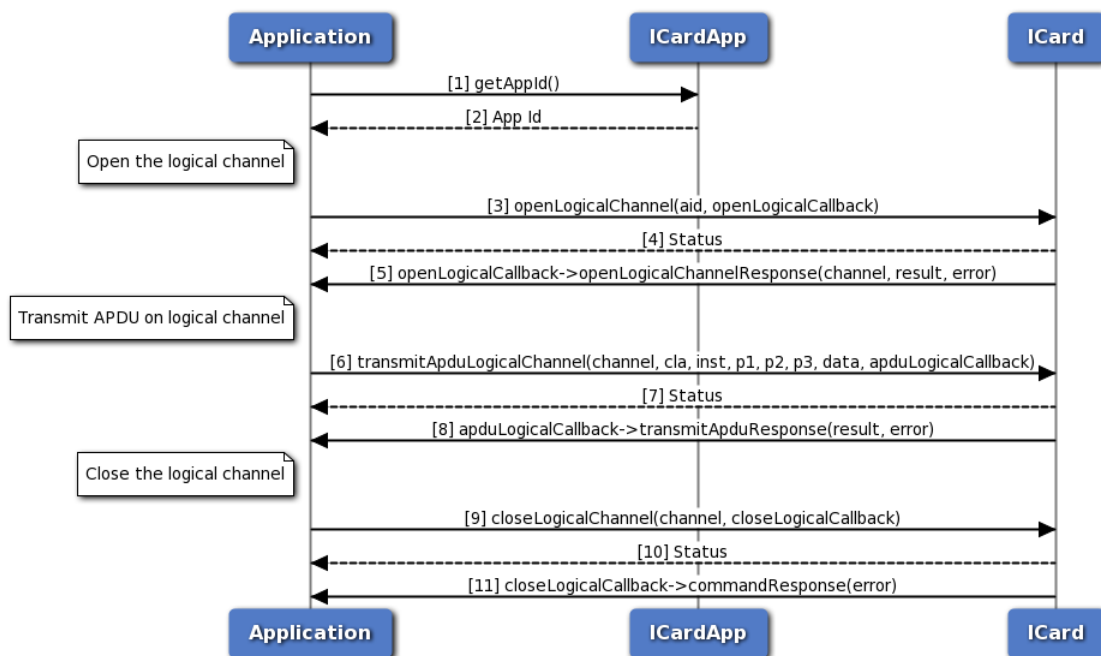 Application ICardApp ICard
[1] getAppId()
[2] App Id
Open the logical channel
[3] openLogicalChannel(aid, openLogicalCallback)
[4] Status
[5] openLogicalCallback->openLogicalChannelResponse(channel, result, error)
Transmit APDU on logical channel
[6] transmitApduLogicalChannel(channel, cla, inst, p1, p2, p3, data, apduLogicalCallback)
[7] Status
[8] apduLogicalCallback->transmitApduResponse(result, error)
Close the logical channel
[9] closeLogicalChannel(channel, closeLogicalCallback)
[10] Status
[11] closeLogicalCallback->commandResponse(error)
Application ICardApp ICard